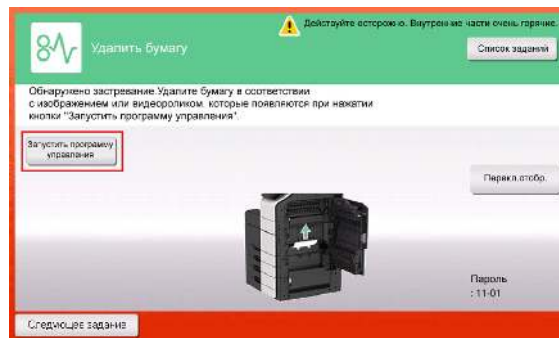 Действуйте осторожно. Внутренние части очень горячие.
Удалить бумагу
Список заданий
Обнаружено застревание.Удалите бумагу в соответствии
с изображением или видеороликом, которые появляются при нажатии
кнопки "Запустить программу управления".
Запустить программу
управления
Перекл.отобр.
Пароль
: 11-01
Следующее задание